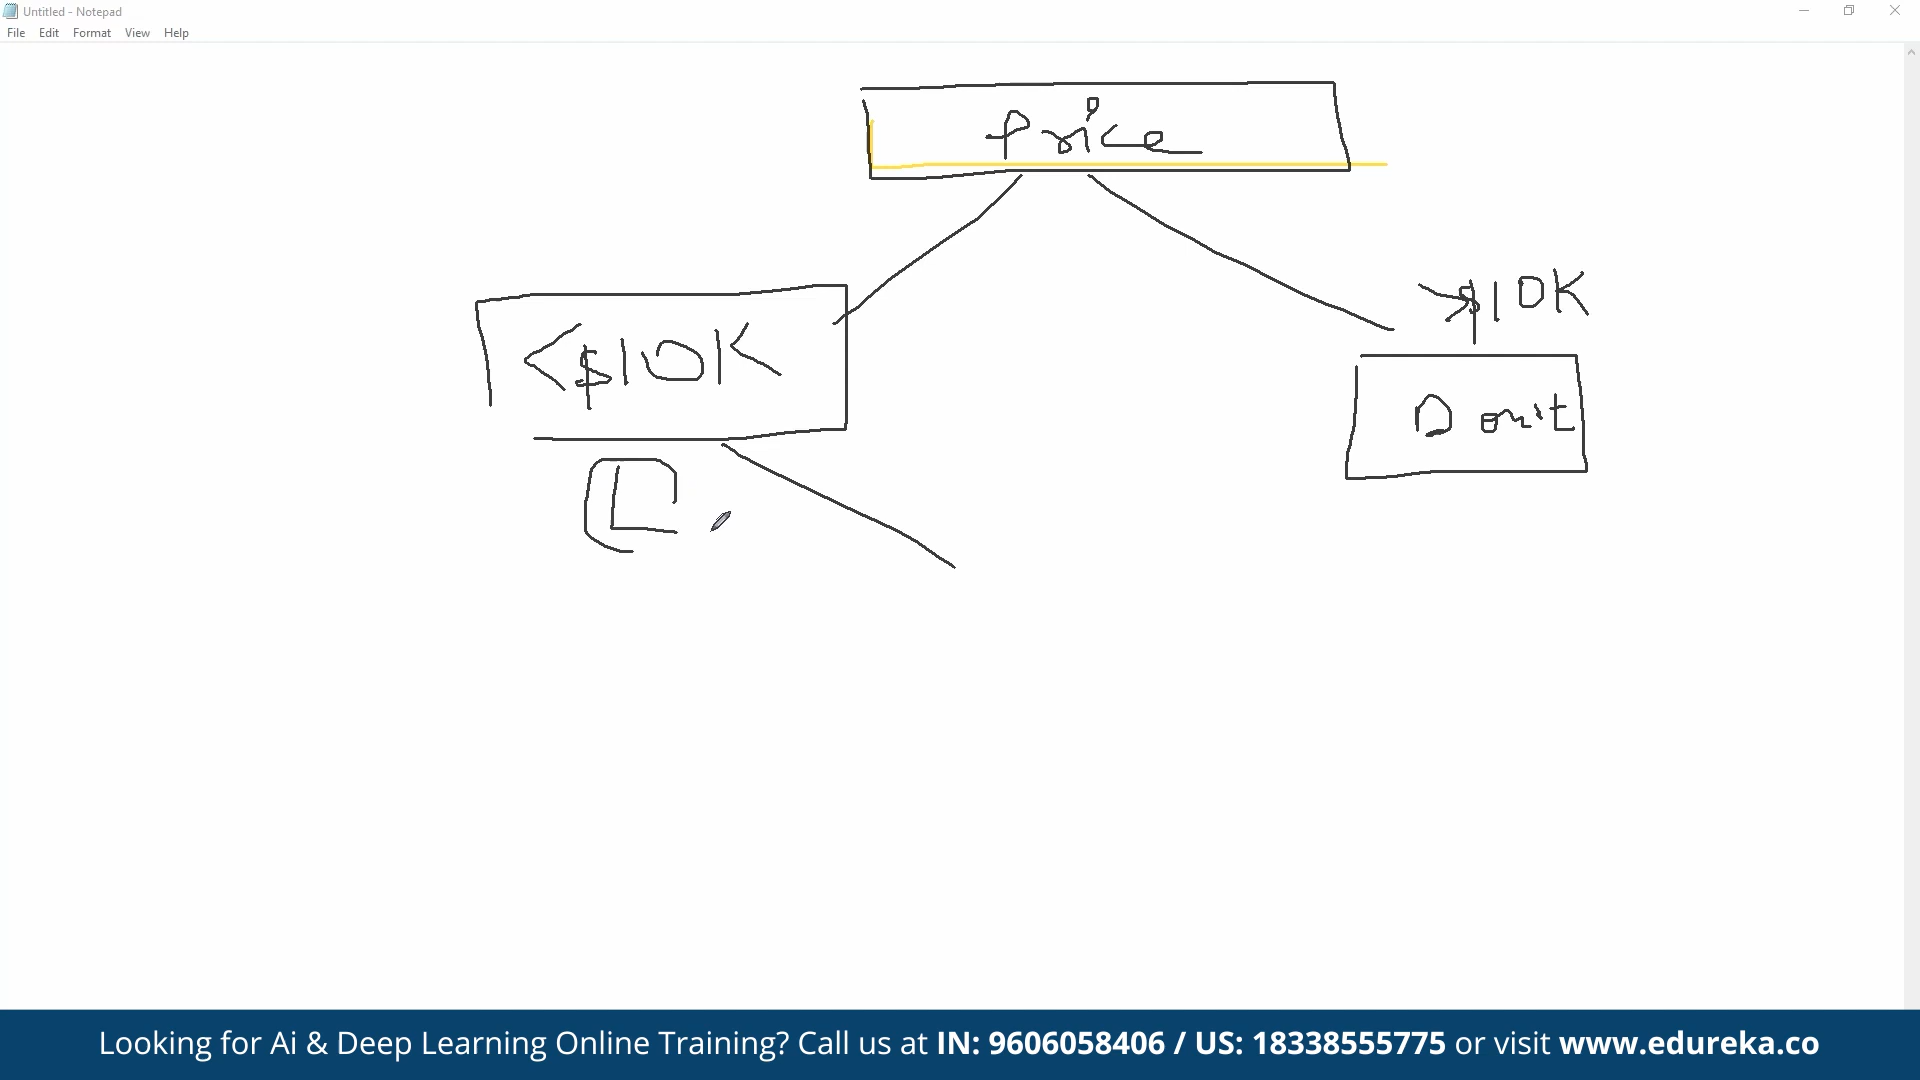 Untitled - Notepad
File Edit Format View Help
Price
>$10K
<$10K
Don't
Looking for Ai & Deep Learning Online Training? Call us at IN: 9606058406 / US: 18338555775 or visit www.edureka.co